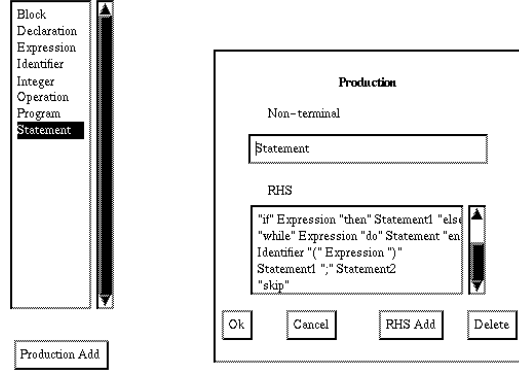 Block
Declaration
Expression
Identifier
Integer
Operation
Program
Statement
Production Add
Production
Non-terminal
Statement
RHS
"if" Expression "then" Statement1 "else
"while" Expression "do" Statement "en
Identifier "(" Expression ")"
Statement1 ";" Statement2
"skip"
Ok
Cancel
RHS Add
Delete